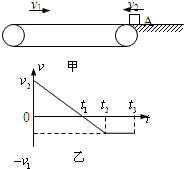 v₁ v₂
A
甲
v
v₂
0 t₁ t₂ t₃ t
-v₁
乙